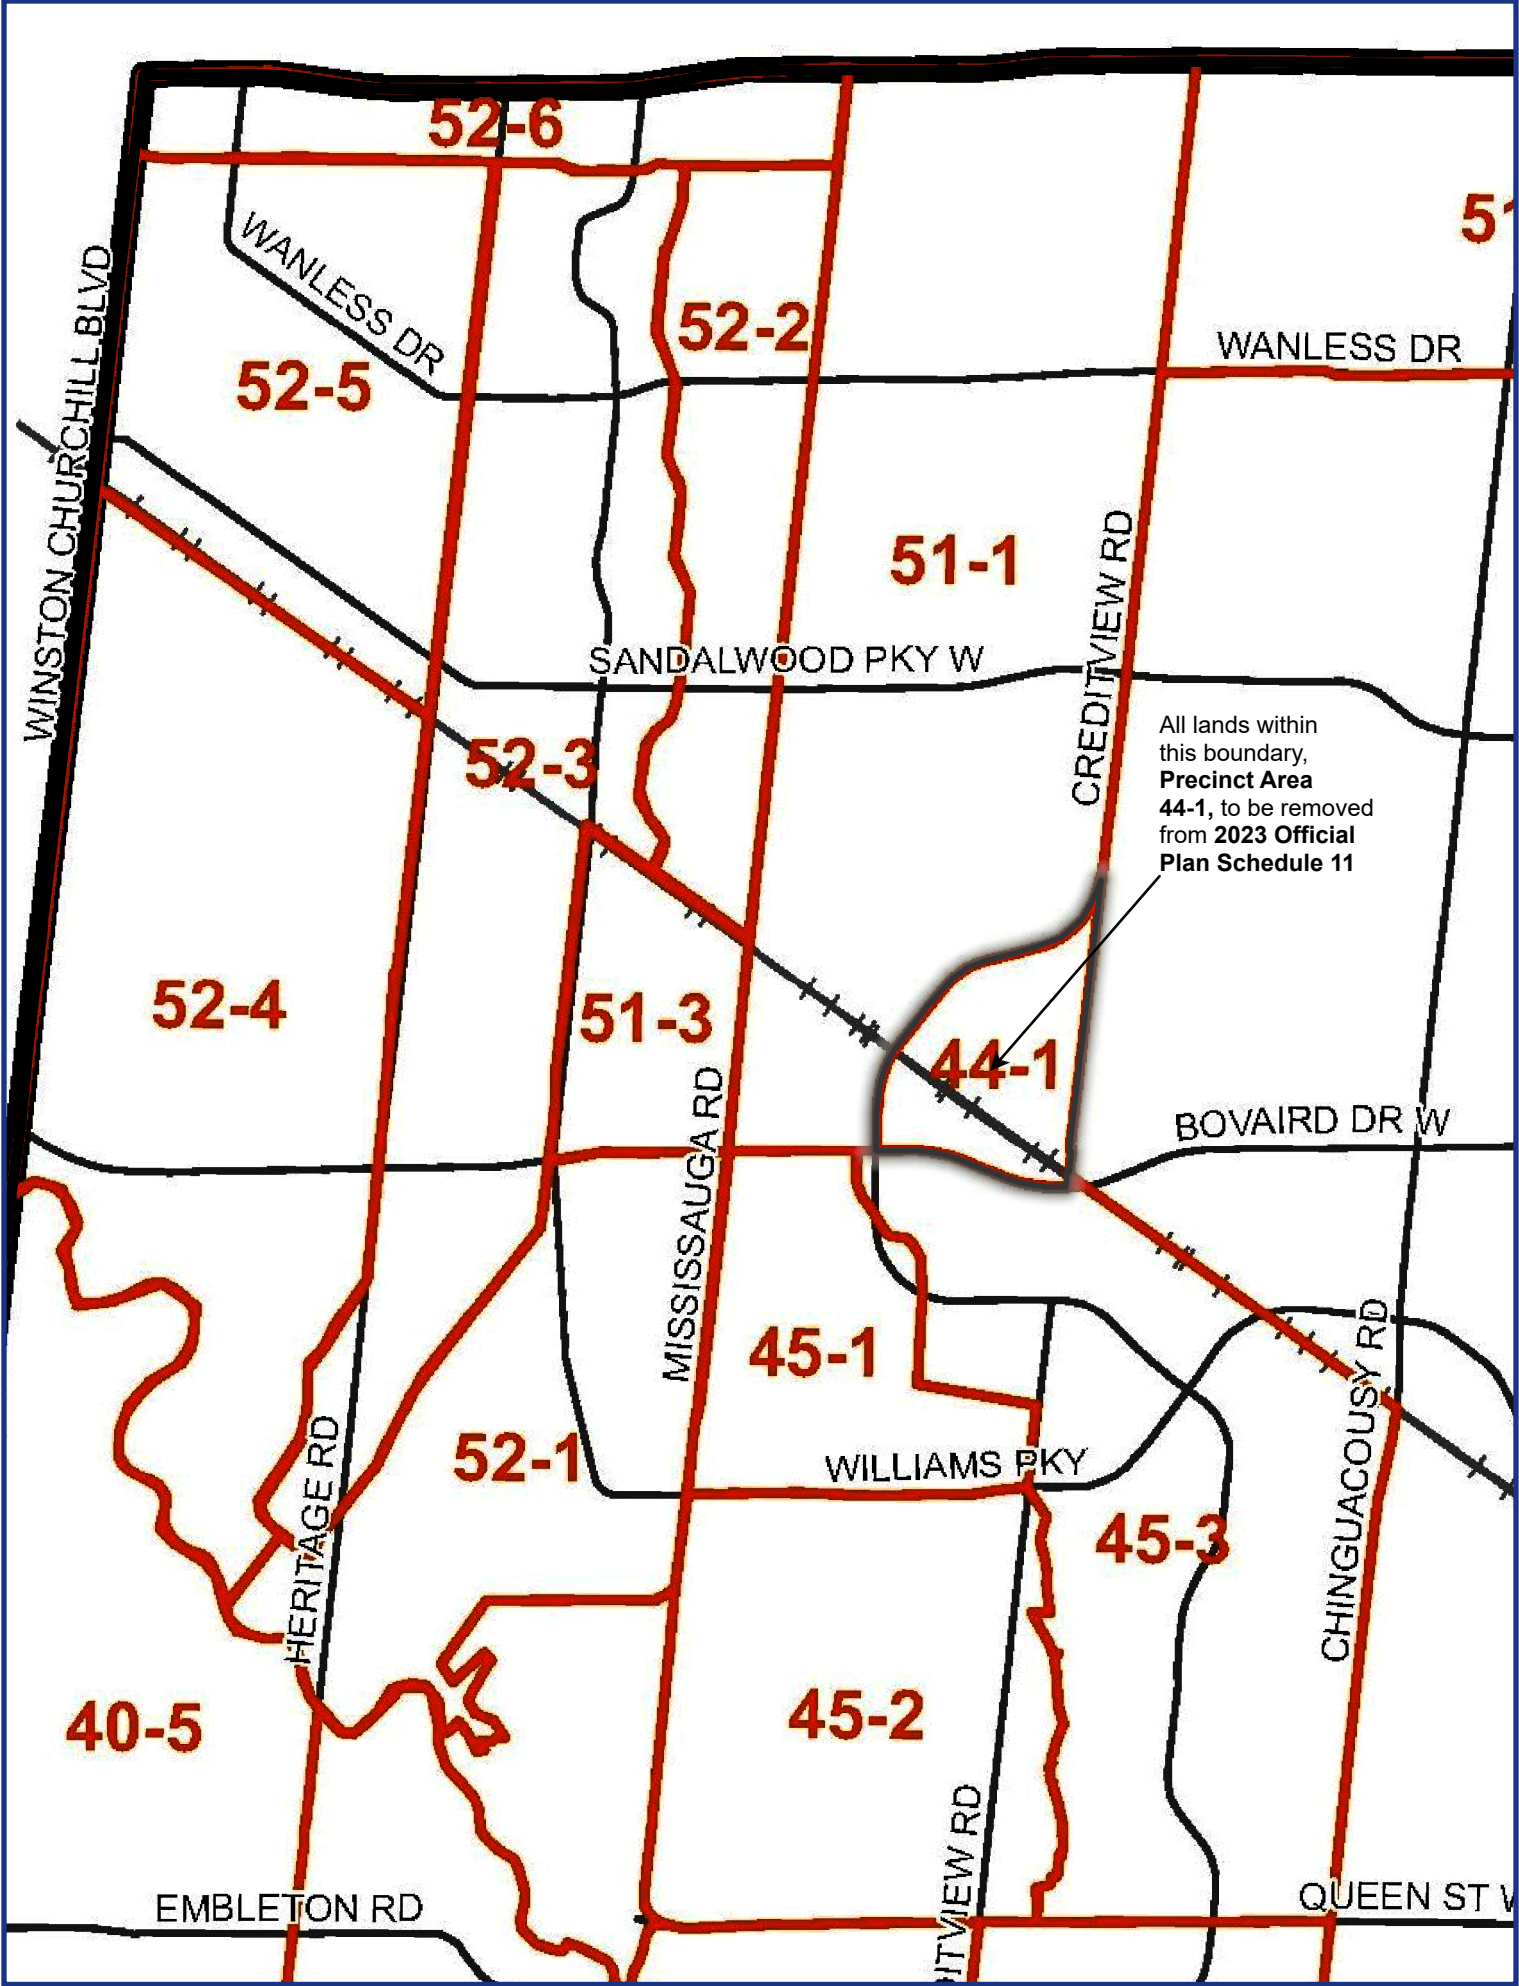 52-6
51
WANLESS DR
52-2
WANLESS DR
52-5
WINSTON CHURCHILL BLVD
51-1
CREDITVIEW RD
SANDALWOOD PKY W
52-3
All lands within
this boundary,
Precinct Area
44-1, to be removed
from 2023 Official
Plan Schedule 11
52-4
51-3
44-1
BOVAIRD DR W
MISSISSAUGA RD
45-1
52-1
WILLIAMS PKY
45-3
CHINGUACOUSY RD
HERITAGE RD
40-5
45-2
ITVIEW RD
EMBLETON RD
QUEEN ST W